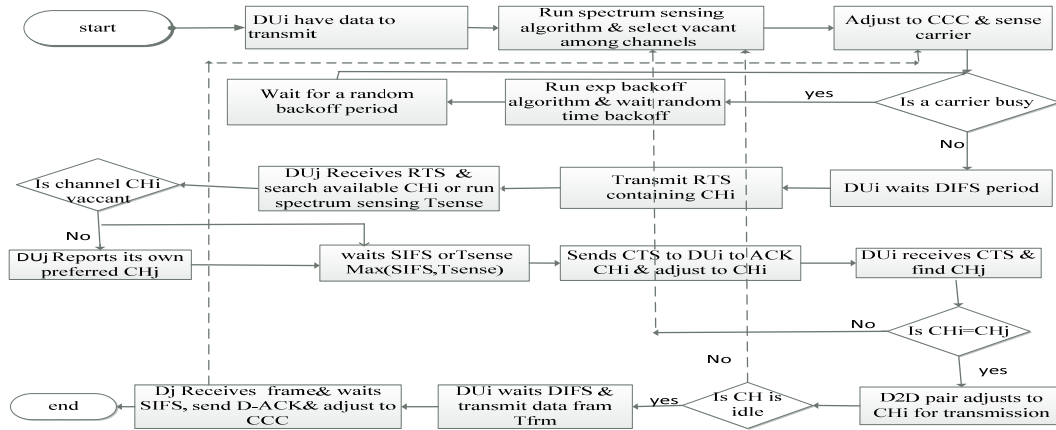 start
DUi have data to
transmit
Run spectrum sensing
algorithm & select vacant
among channels
Adjust to CCC & sense
carrier
Wait for a random
backoff period
Run exp backoff
algorithm & wait random
time backoff
yes
Is a carrier busy
No
Is channel CHi
vaccant
DUj Receives RTS &
search available CHi or run
spectrum sensing Tsense
Transmit RTS
containing CHi
DUi waits DIFS period
No
DUj Reports its own
preferred CHj
waits SIFS orTsense
Max(SIFS,Tsense)
Sends CTS to DUi to ACK
CHi & adjust to CHi
DUi receives CTS &
find CHj
No
Is CHi=CHj
No
yes
end
Dj Receives frame& waits
SIFS, send D-ACK& adjust to
CCC
DUi waits DIFS &
transmit data fram
Tfrm
yes
Is CH is
idle
D2D pair adjusts to
CHi for transmission